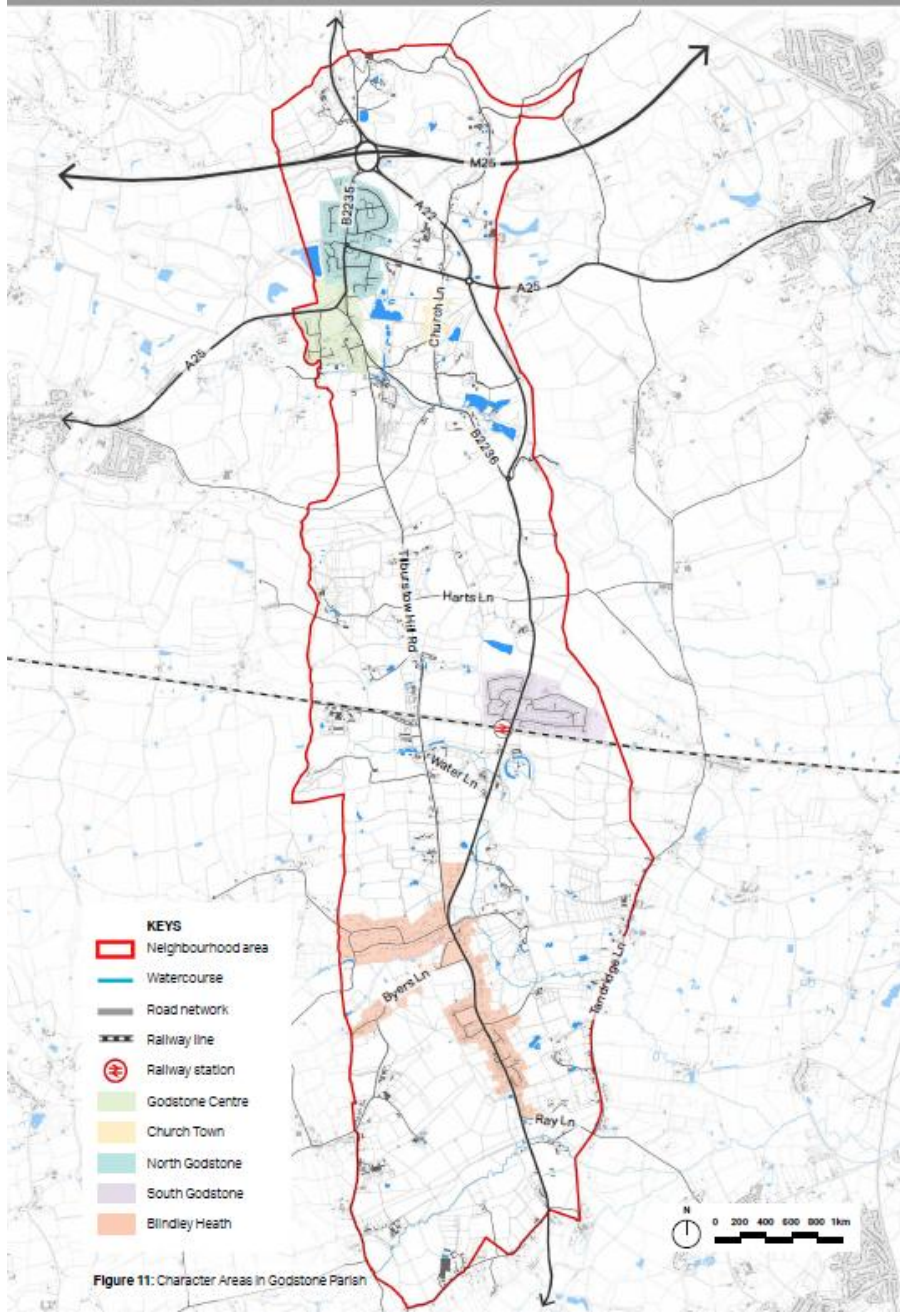 M25
B2235
A22
A25
Church Ln
A25
B2236
Tilburstow Hill Rd
Harts Ln
Water Ln
Byers Ln
Tandridge Ln
Ray Ln
KEYS
Neighbourhood area
Watercourse
Road network
Railway line
Railway station
Godstone Centre
Church Town
North Godstone
South Godstone
Blindley Heath
N
0 200 400 600 800 1km
Figure 11: Character Areas in Godstone Parish